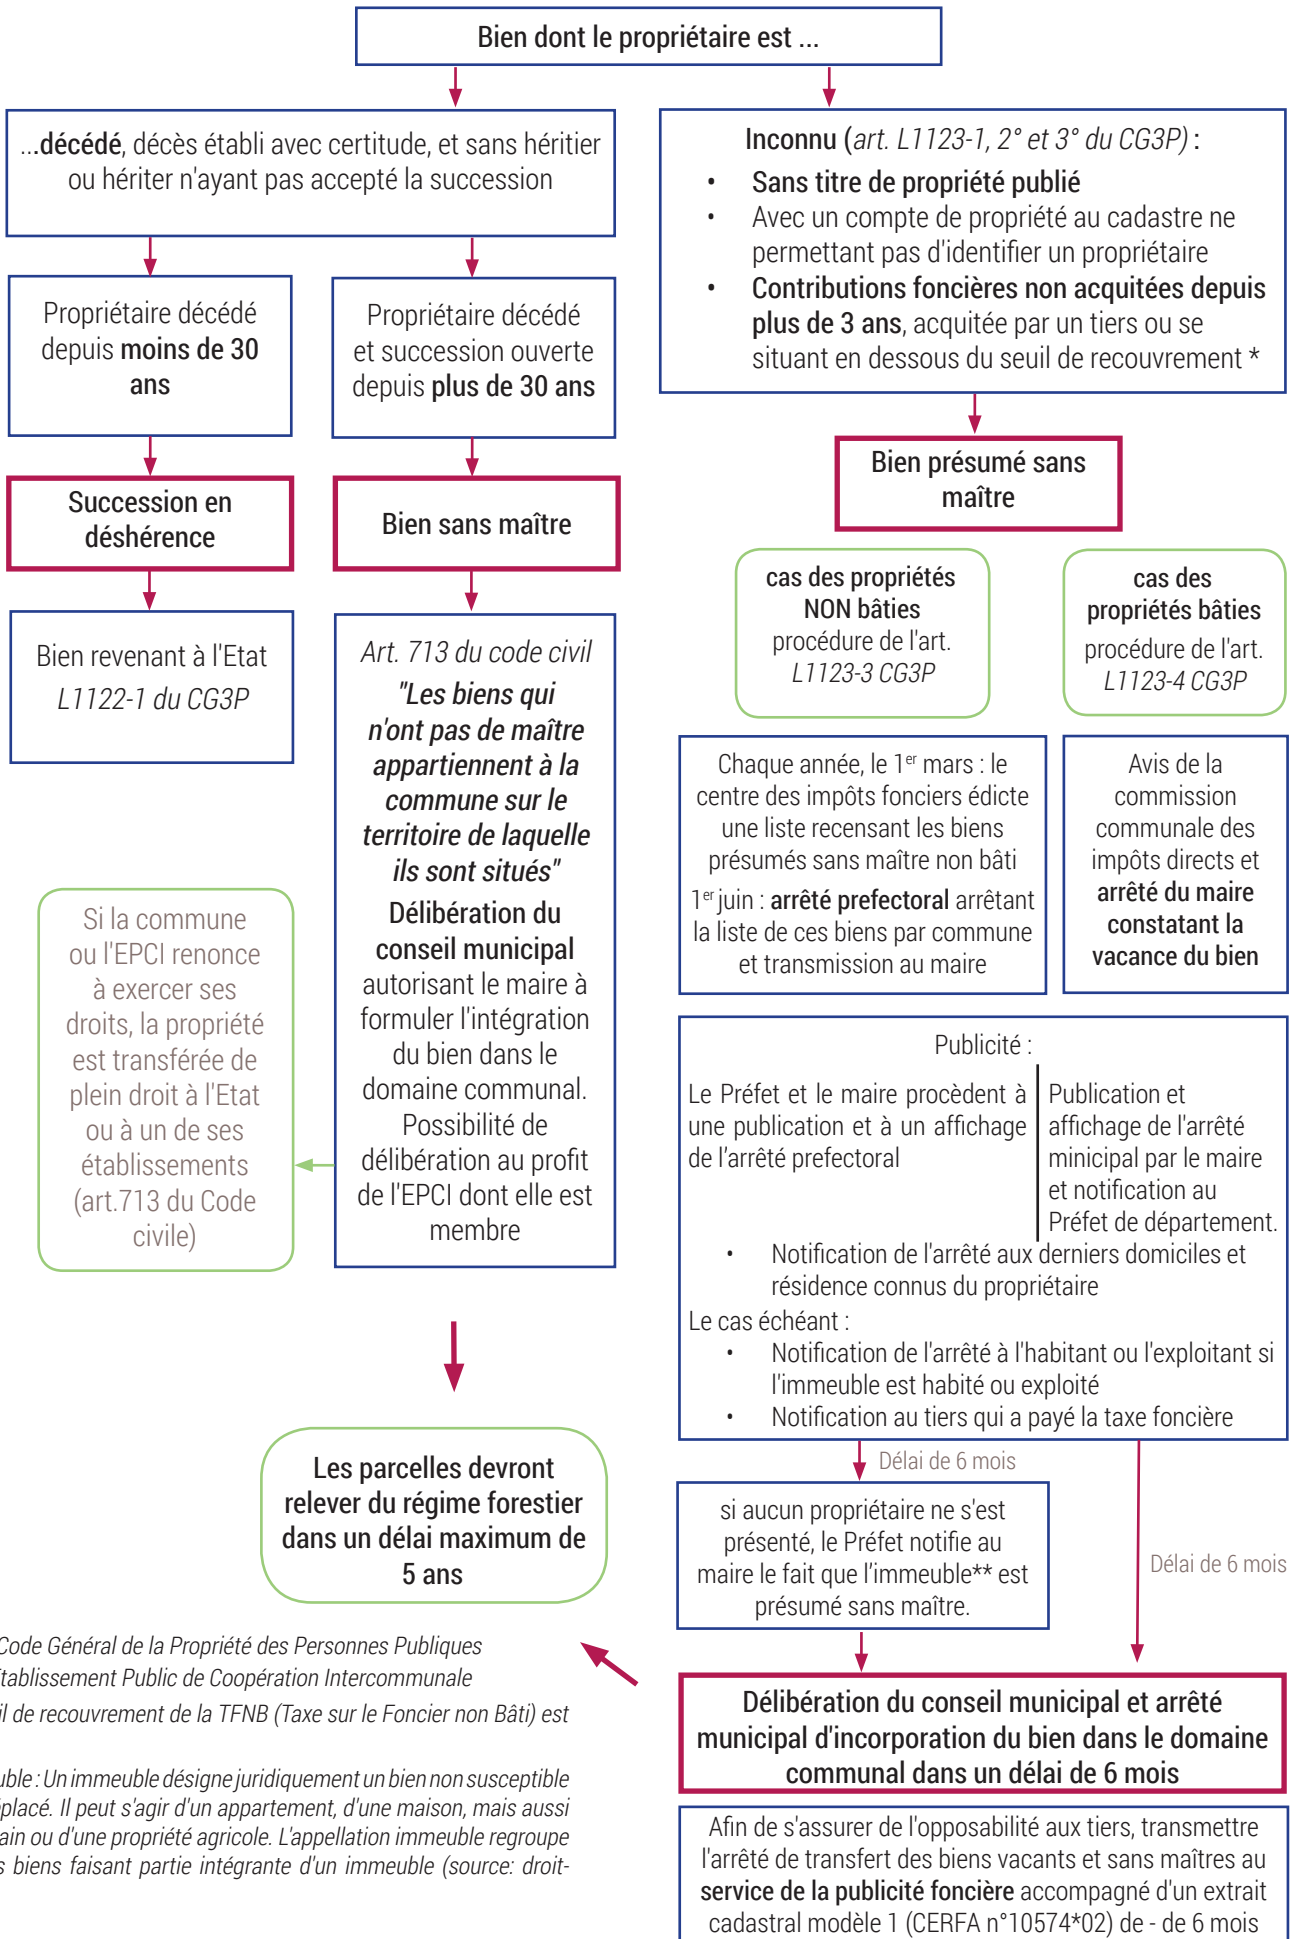 Bien dont le propriétaire est ...
...décédé, décès établi avec certitude, et sans héritier
ou hériter n'ayant pas accepté la succession
Propriétaire décédé
depuis moins de 30
ans
Propriétaire décédé
et succession ouverte
depuis plus de 30 ans
Succession en
déshérence
Bien sans maître
Bien revenant à l'Etat
L1122-1 du CG3P
Art. 713 du code civil
"Les biens qui
n'ont pas de maître
appartiennent à la
commune sur le
territoire de laquelle
ils sont situés"
Délibération du
conseil municipal
autorisant le maire à
formuler l'intégration
du bien dans le
domaine communal.
Possibilité de
délibération au profit
de l'EPCI dont elle est
membre
Si la commune
ou l'EPCI renonce
à exercer ses
droits, la propriété
est transférée de
plein droit à l'Etat
ou à un de ses
établissements
(art.713 du Code
civile)
Inconnu (art. L1123-1, 2° et 3° du CG3P) :
• Sans titre de propriété publié
• Avec un compte de propriété au cadastre ne
permettant pas d'identifier un propriétaire
• Contributions foncières non acquitées depuis
plus de 3 ans, acquitée par un tiers ou se
situant en dessous du seuil de recouvrement *
Bien présumé sans
maître
cas des propriétés
NON bâties
procédure de l'art.
L1123-3 CG3P
cas des
propriétés bâties
procédure de l'art.
L1123-4 CG3P
Chaque année, le 1er mars : le
centre des impôts fonciers édicte
une liste recensant les biens
présumés sans maître non bâti
1er juin : arrêté prefectoral arrêtant
la liste de ces biens par commune
et transmission au maire
Avis de la
commission
communale des
impôts directs et
arrêté du maire
constatant la
vacance du bien
Publicité :
Le Préfet et le maire procèdent à
une publication et à un affichage
de l'arrêté prefectoral
Publication et
affichage de l'arrêté
minicipal par le maire
et notification au
Préfet de département.
• Notification de l'arrêté aux derniers domiciles et
résidence connus du propriétaire
Le cas échéant :
• Notification de l'arrêté à l'habitant ou l'exploitant si
l'immeuble est habité ou exploité
• Notification au tiers qui a payé la taxe foncière
Délai de 6 mois
si aucun propriétaire ne s'est
présenté, le Préfet notifie au
maire le fait que l'immeuble** est
présumé sans maître.
Délai de 6 mois
Délibération du conseil municipal et arrêté
municipal d'incorporation du bien dans le domaine
communal dans un délai de 6 mois
Afin de s'assurer de l'opposabilité aux tiers, transmettre
l'arrêté de transfert des biens vacants et sans maîtres au
service de la publicité foncière accompagné d'un extrait
cadastral modèle 1 (CERFA n°10574*02) de - de 6 mois
Les parcelles devront
relever du régime forestier
dans un délai maximum de
5 ans
Code Général de la Propriété des Personnes Publiques
Etablissement Public de Coopération Intercommunale
de recouvrement de la TFNB (Taxe sur le Foncier non Bâti) est
: Un immeuble désigne juridiquement un bien non susceptible
Il peut s'agir d'un appartement, d'une maison, mais aussi
ou d'une propriété agricole. L'appellation immeuble regroupe
biens faisant partie intégrante d'un immeuble (source: droit-